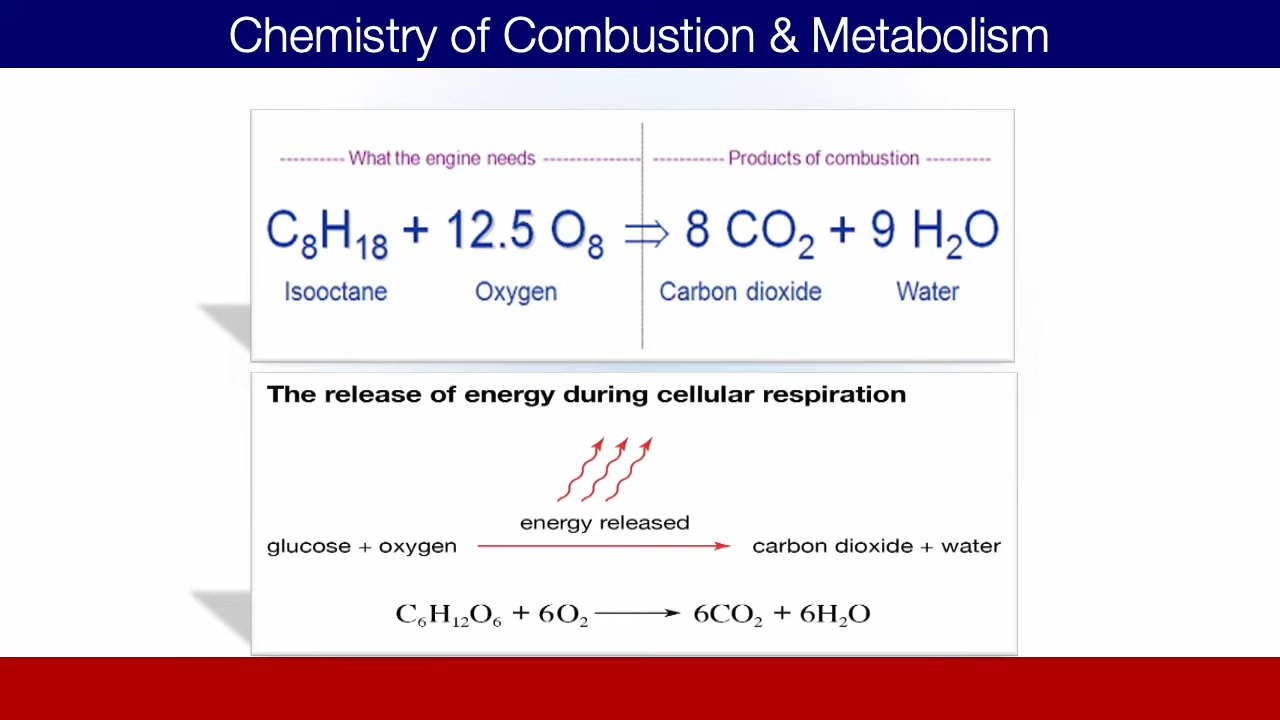 Chemistry of Combustion & Metabolism
---------- What the engine needs --------------- ----------- Products of combustion ----------
C₈H₁₈ + 12.5 O₈ ⇒ 8 CO₂ + 9 H₂O
Isooctane Oxygen Carbon dioxide Water
The release of energy during cellular respiration
energy released
glucose + oxygen → carbon dioxide + water
C₆H₁₂O₆ + 6O₂ → 6CO₂ + 6H₂O